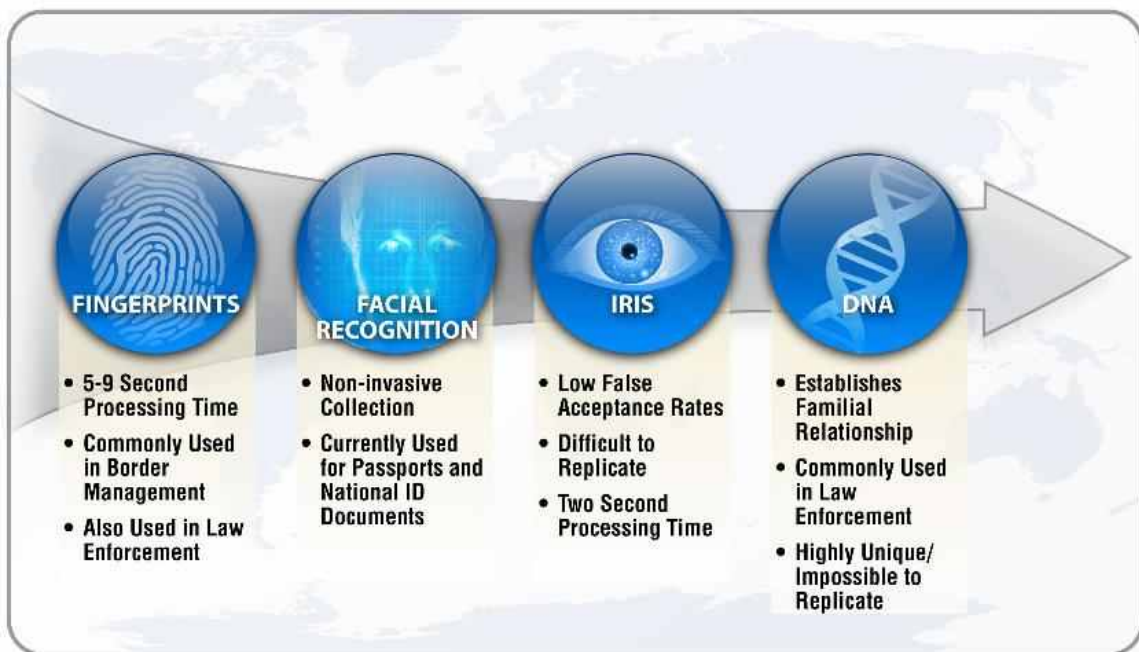 FINGERPRINTS
• 5-9 Second
Processing Time
• Commonly Used
in Border
Management
• Also Used in Law
Enforcement
FACIAL
RECOGNITION
• Non-invasive
Collection
• Currently Used
for Passports and
National ID
Documents
IRIS
• Low False
Acceptance Rates
• Difficult to
Replicate
• Two Second
Processing Time
DNA
• Establishes
Familial
Relationship
• Commonly Used
in Law
Enforcement
• Highly Unique/
Impossible to
Replicate